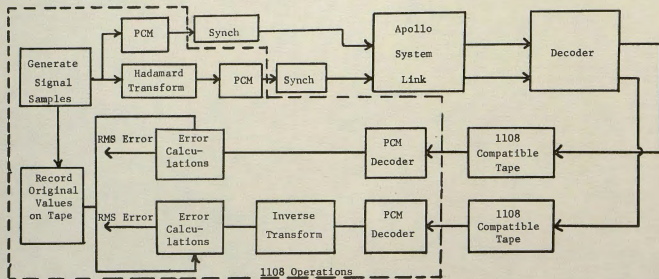 Generate
Signal
Samples
PCM
Synch
Hadamard
Transform
PCM
Synch
Apollo
System
Link
Decoder
Record
Original
Values
on Tape
RMS Error
Error
Calcu-
lations
PCM
Decoder
1108
Compatible
Tape
RMS Error
Error
Calcu-
lations
Inverse
Transform
PCM
Decoder
1108
Compatible
Tape
1108 Operations